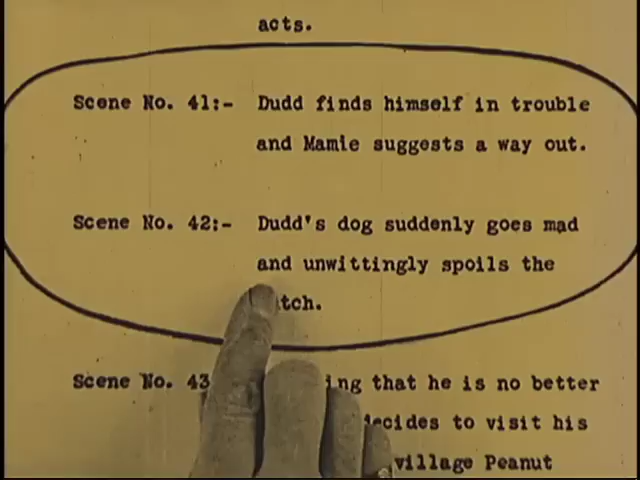 acts.
Scene No. 41:- Dudd finds himself in trouble
and Mamie suggests a way out.
Scene No. 42:- Dudd's dog suddenly goes mad
and unwittingly spoils the
tch.
Scene No. 43 ing that he is no better
decides to visit his
village Peanut